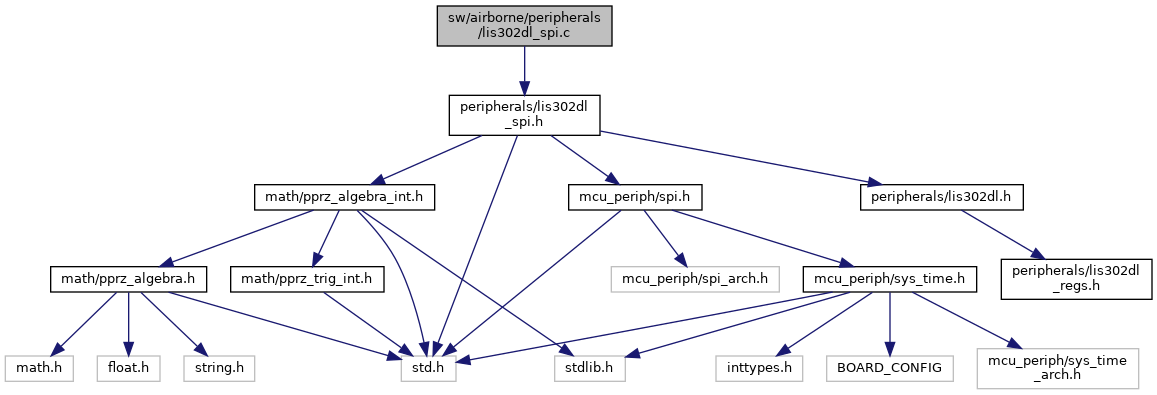 sw/airborne/peripherals
/lis302dl_spi.c
peripherals/lis302dl
_spi.h
math/pprz_algebra_int.h
mcu_periph/spi.h
peripherals/lis302dl.h
math/pprz_algebra.h
math/pprz_trig_int.h
mcu_periph/spi_arch.h
mcu_periph/sys_time.h
peripherals/lis302dl
_regs.h
math.h
float.h
string.h
std.h
stdlib.h
inttypes.h
BOARD_CONFIG
mcu_periph/sys_time
_arch.h